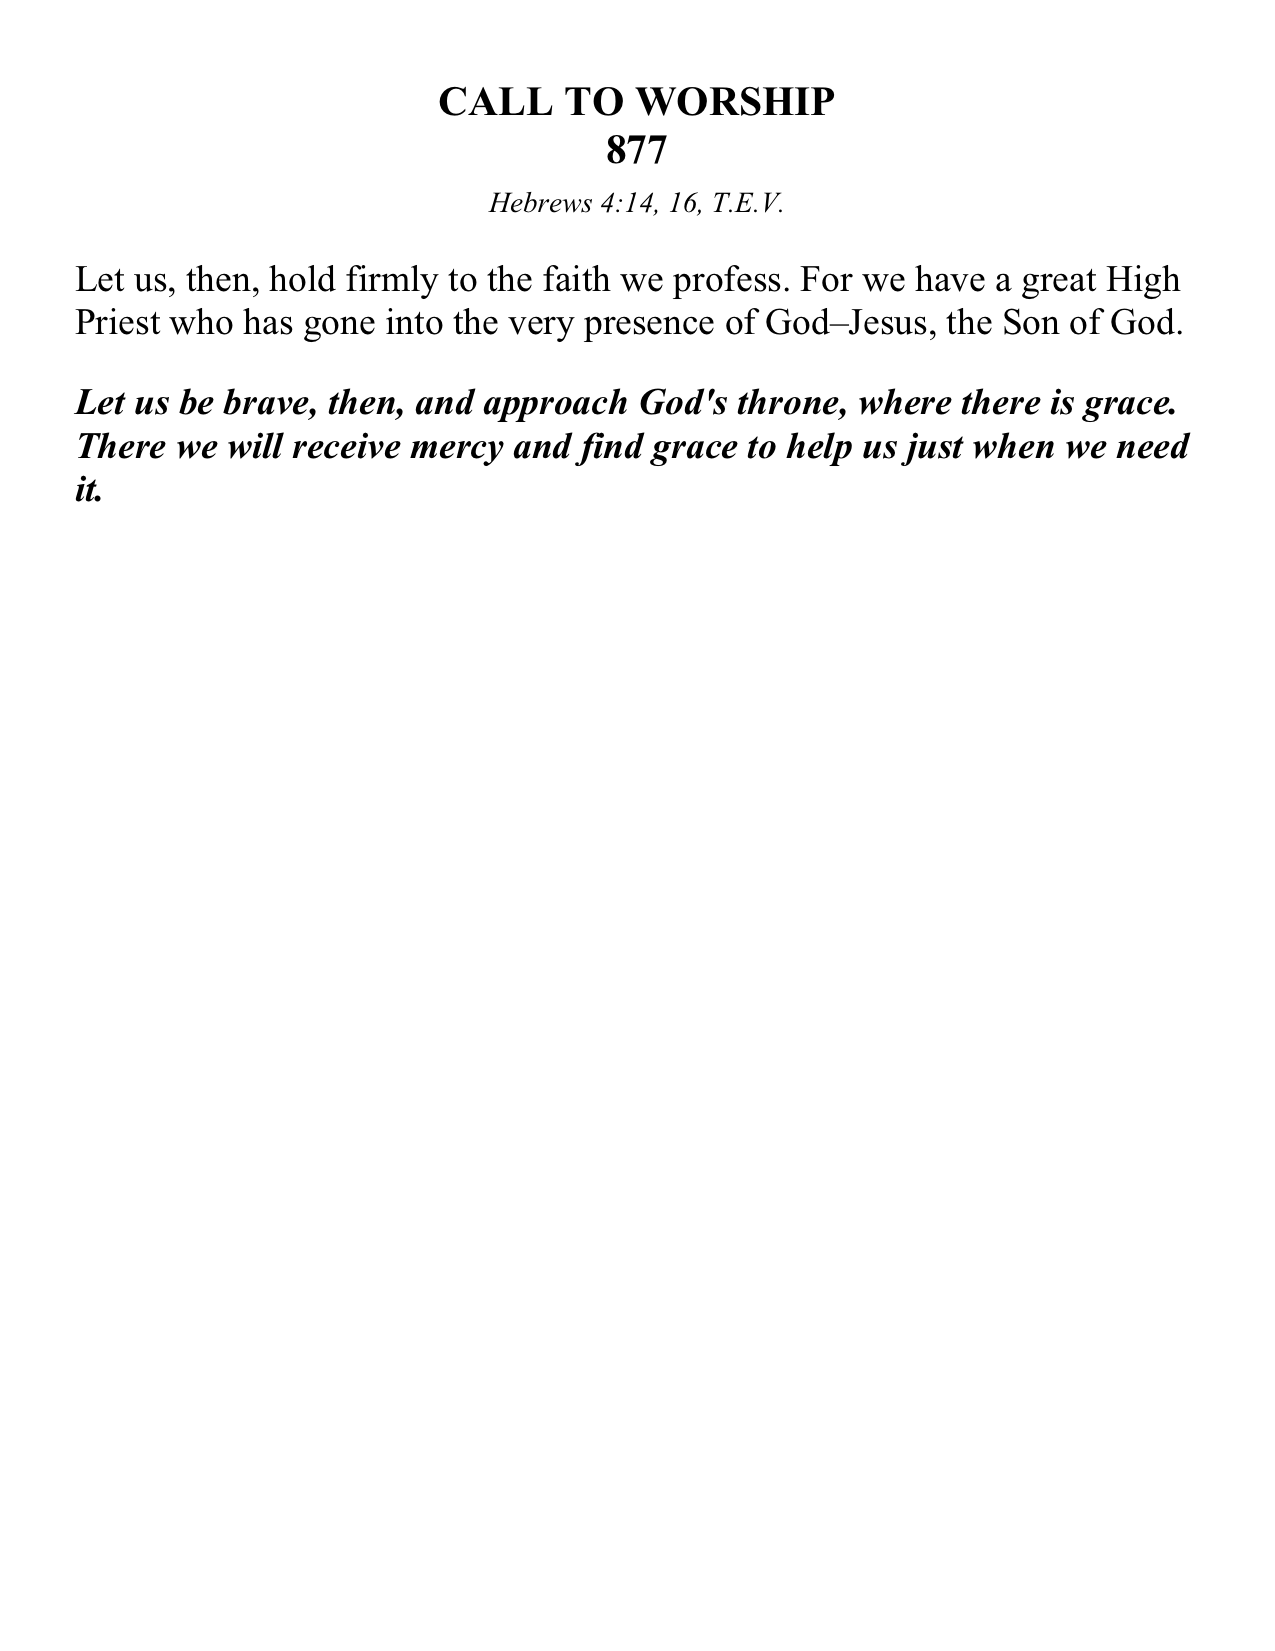 CALL TO WORSHIP
877
Hebrews 4:14, 16, T.E.V.
Let us, then, hold firmly to the faith we profess. For we have a great High
Priest who has gone into the very presence of God–Jesus, the Son of God.
Let us be brave, then, and approach God's throne, where there is grace.
There we will receive mercy and find grace to help us just when we need
it.